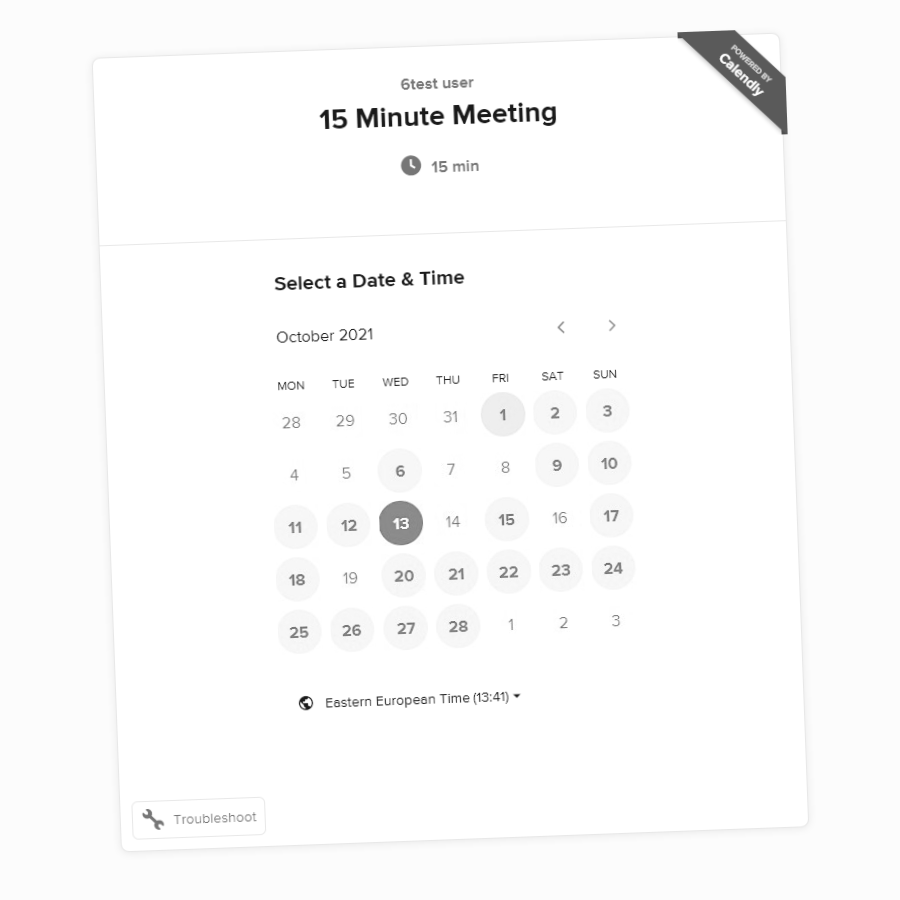 POWERED BY
Calendly
6test user
15 Minute Meeting
15 min
Select a Date & Time
October 2021
MON TUE WED THU FRI SAT SUN
28 29 30 31 1 2 3
4 5 6 7 8 9 10
11 12 13 14 15 16 17
18 19 20 21 22 23 24
25 26 27 28 1 2 3
Eastern European Time (13:41)
Troubleshoot